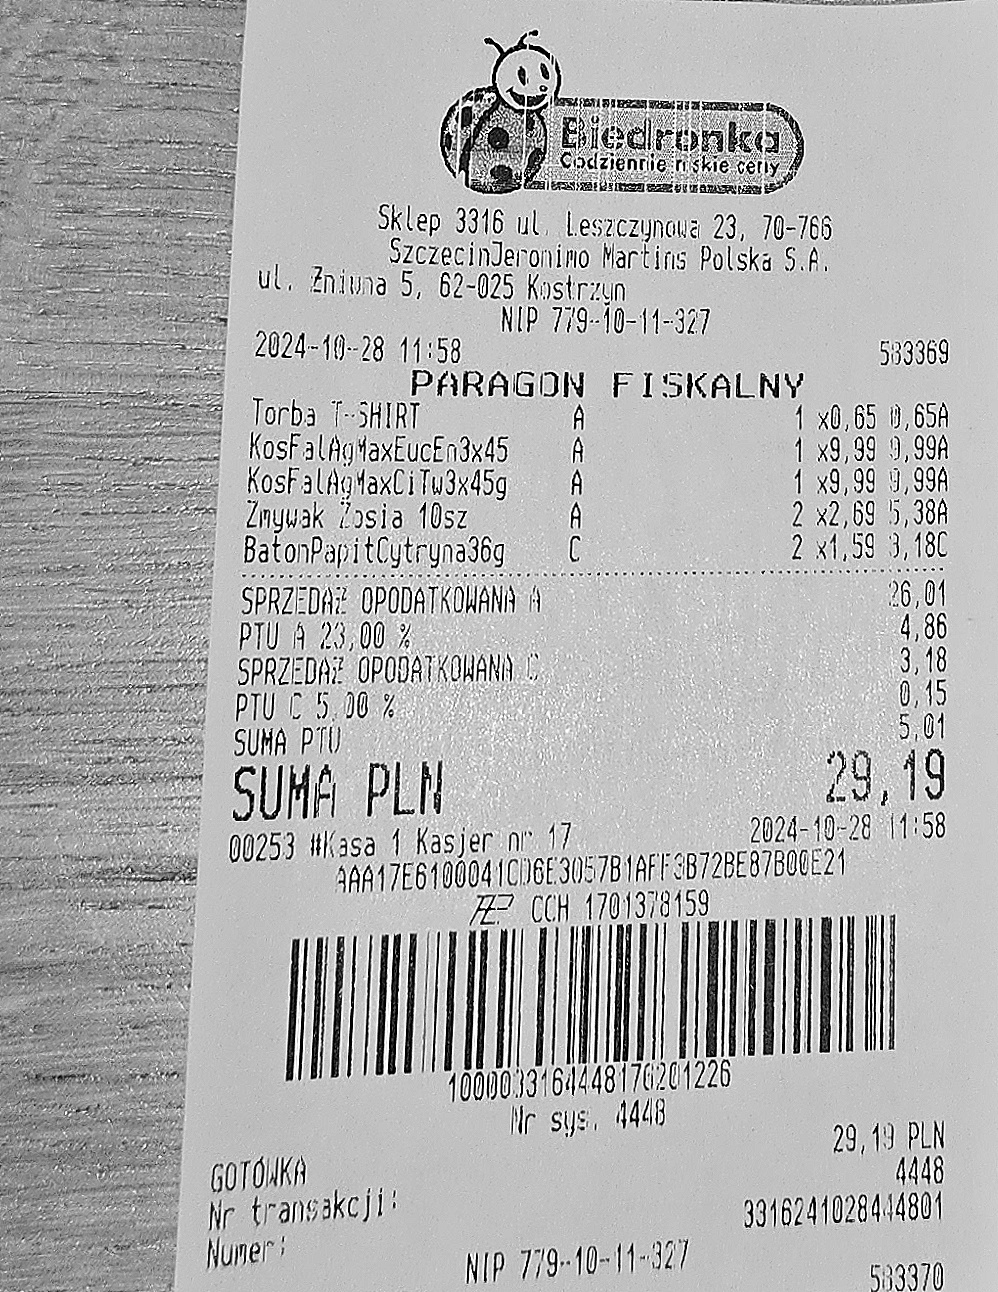 Biedronka
Codziennie niskie ceny
Sklep 3316 ul. Leszczynowa 23, 70-766
SzczecinJeronimo Martins Polska S.A.
ul. Żniwna 5, 62-025 Kostrzyn
NIP 779-10-11-327
2024-10-28 11:58 583369
PARAGON FISKALNY
Torba T-SHIRT A 1 x0,65 0,65A
KosFalAgMaxEucEn3x45 A 1 x9,99 9,99A
KosFalAgMaxCiTw3x45g A 1 x9,99 9,99A
Zmywak Zosia 10sz A 2 x2,69 5,38A
BatonPapitCytryna36g C 2 x1,59 3,18C
SPRZEDAŻ OPODATKOWANA A 26,01
PTU A 23,00 % 4,86
SPRZEDAŻ OPODATKOWANA C 3,18
PTU C 5,00 % 0,15
SUMA PTU 5,01
SUMA PLN 29,19
00253 #Kasa 1 Kasjer nr 17 2024-10-28 11:58
AAA17E6100041CD6E3057B1AFF3B72BE87B00E21
CCH 1701378159
1000033164448176201226
Nr sys. 4448
29,19 PLN
GOTÓWKA
4448
Nr transakcji:
3316241028444801
Numer:
NIP 779-10-11-327
583370